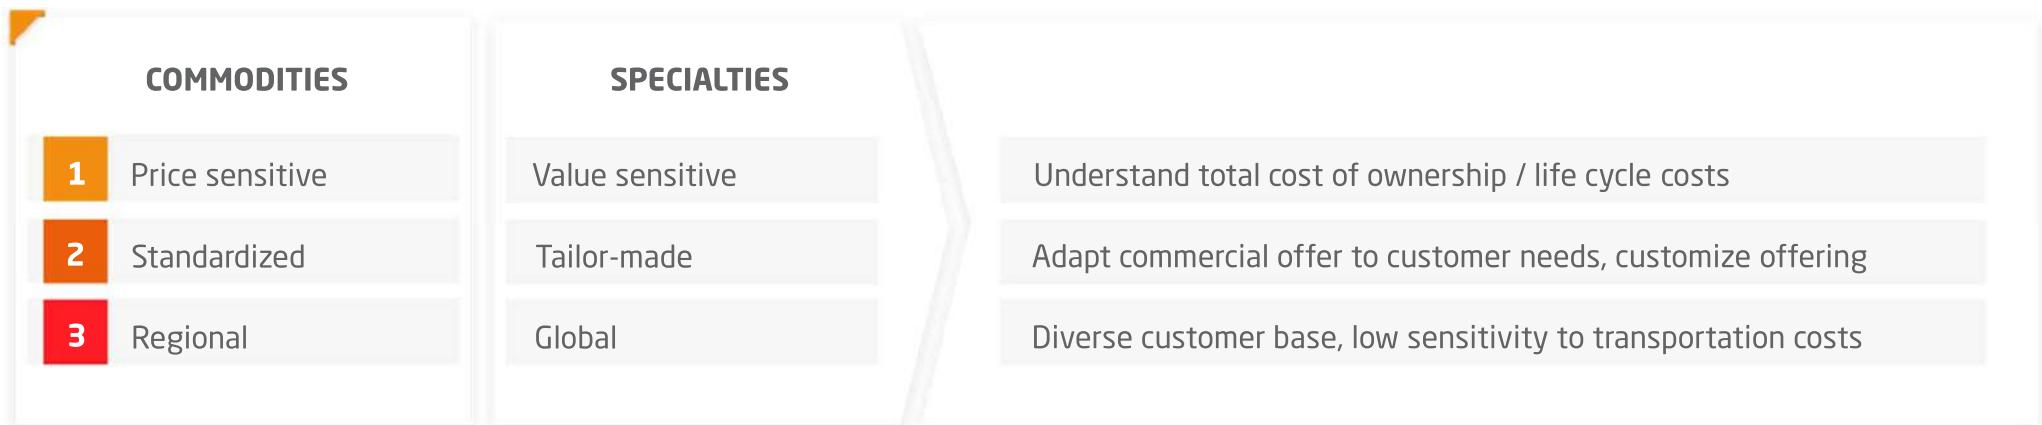 COMMODITIES SPECIALTIES
1 Price sensitive Value sensitive Understand total cost of ownership / life cycle costs
2 Standardized Tailor-made Adapt commercial offer to customer needs, customize offering
3 Regional Global Diverse customer base, low sensitivity to transportation costs